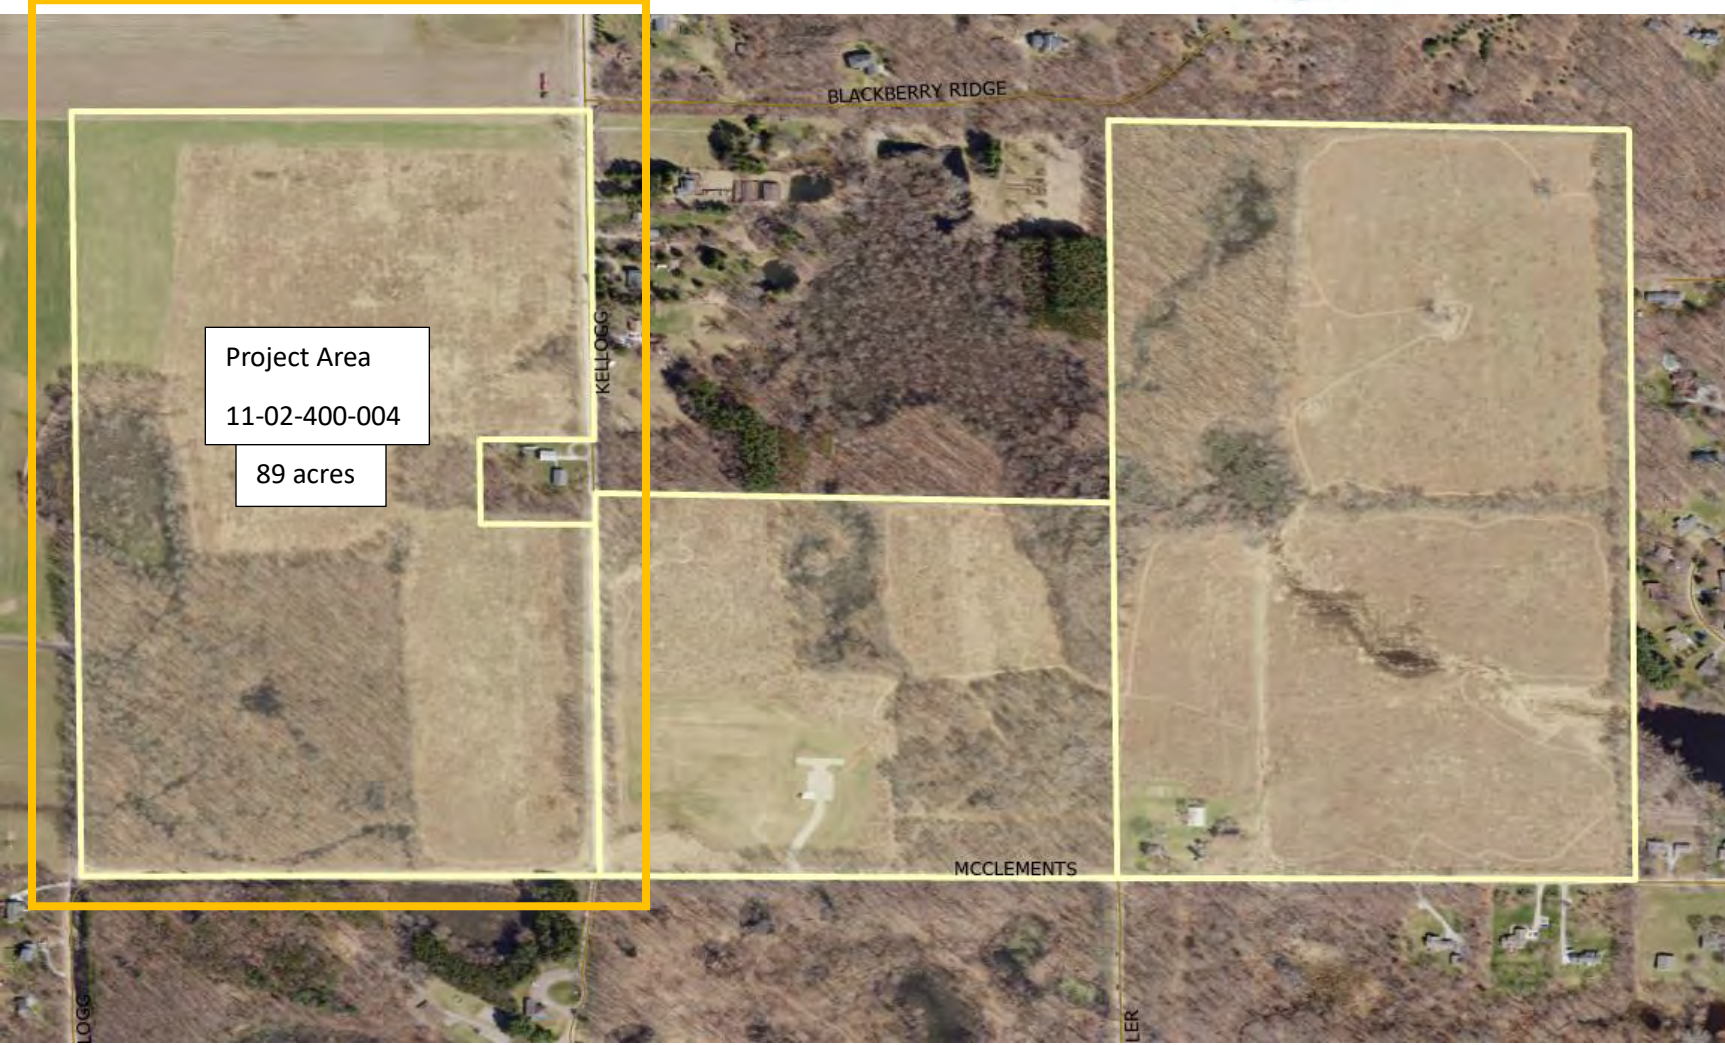 BLACKBERRY RIDGE
KELLOGG
Project Area
11-02-400-004
89 acres
MCCLEMENTS
LOGG
LER